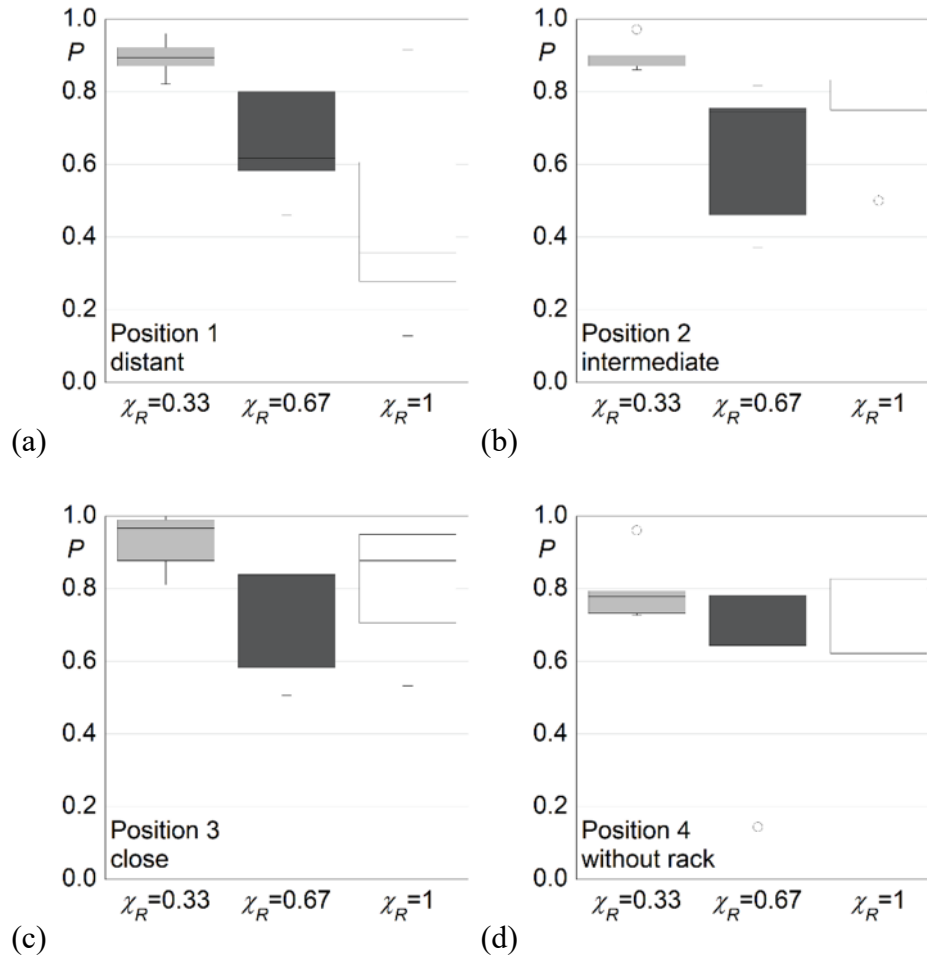 1.0
P
0.8
0.6
0.4
0.2
0.0
Position 1
distant
χR=0.33 χR=0.67 χR=1
(a)
1.0
P
0.8
0.6
0.4
0.2
0.0
Position 2
intermediate
χR=0.33 χR=0.67 χR=1
(b)
1.0
P
0.8
0.6
0.4
0.2
0.0
Position 3
close
χR=0.33 χR=0.67 χR=1
(c)
1.0
P
0.8
0.6
0.4
0.2
0.0
Position 4
without rack
χR=0.33 χR=0.67 χR=1
(d)